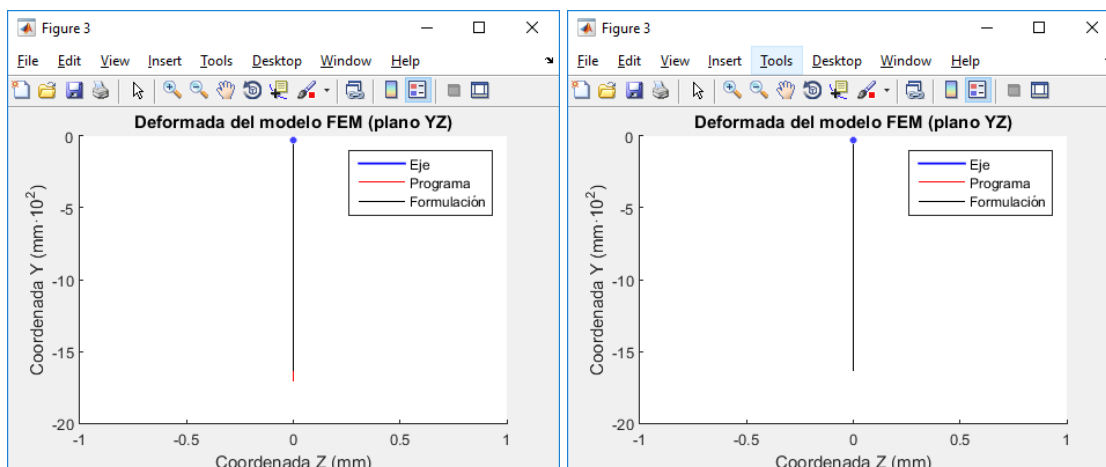 Figure 3
File Edit View Insert Tools Desktop Window Help
Deformada del modelo FEM (plano YZ)
0
-5
-10
-15
-20
Coordenada Y (mm·10²)
Eje
Programa
Formulación
-1 -0.5 0 0.5 1
Coordenada Z (mm)
Figure 3
File Edit View Insert Tools Desktop Window Help
Deformada del modelo FEM (plano YZ)
0
-5
-10
-15
-20
Coordenada Y (mm·10²)
Eje
Programa
Formulación
-1 -0.5 0 0.5 1
Coordenada Z (mm)